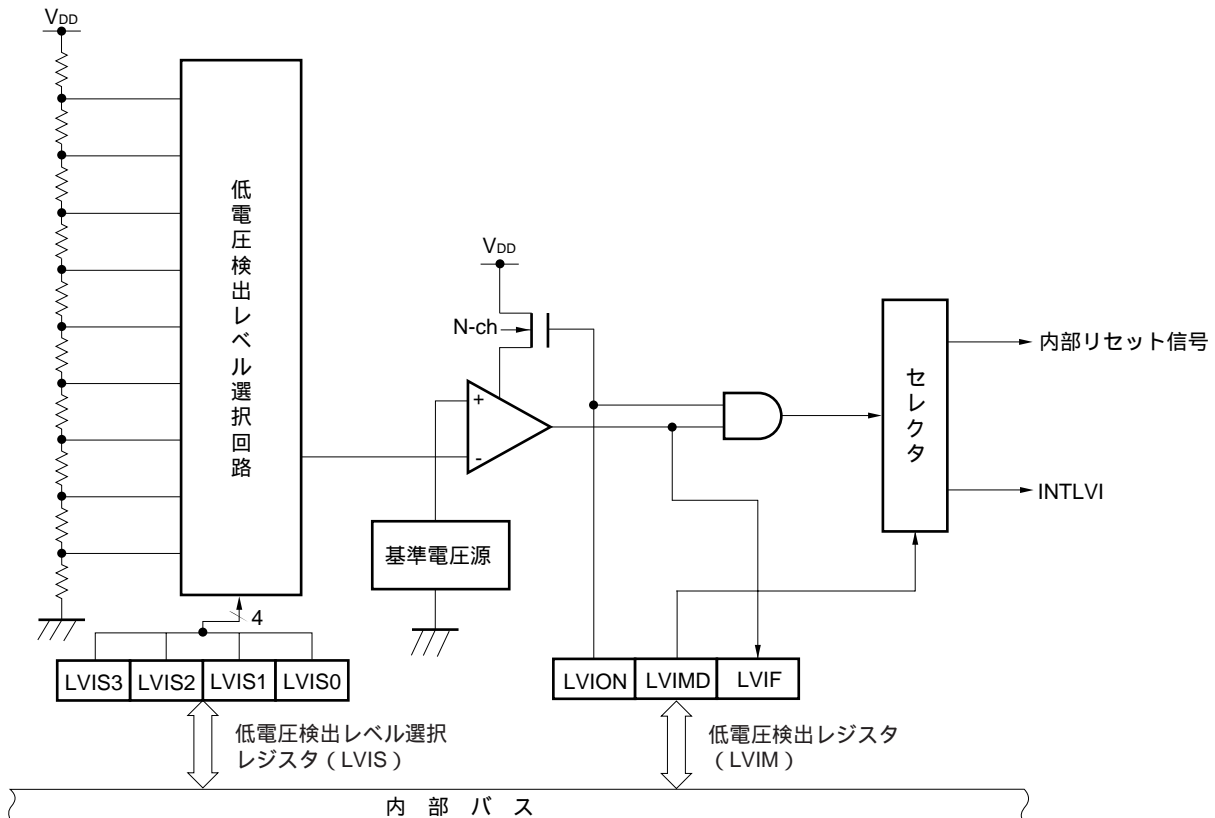 VDD
低電圧検出レベル選択回路
VDD
N-ch
+
-
基準電圧源
セレクタ
内部リセット信号
INTLVI
4
LVIS3 LVIS2 LVIS1 LVIS0
LVION LVIMD LVIF
低電圧検出レベル選択
レジスタ（LVIS）
低電圧検出レジスタ
（LVIM）
内 部 バ ス